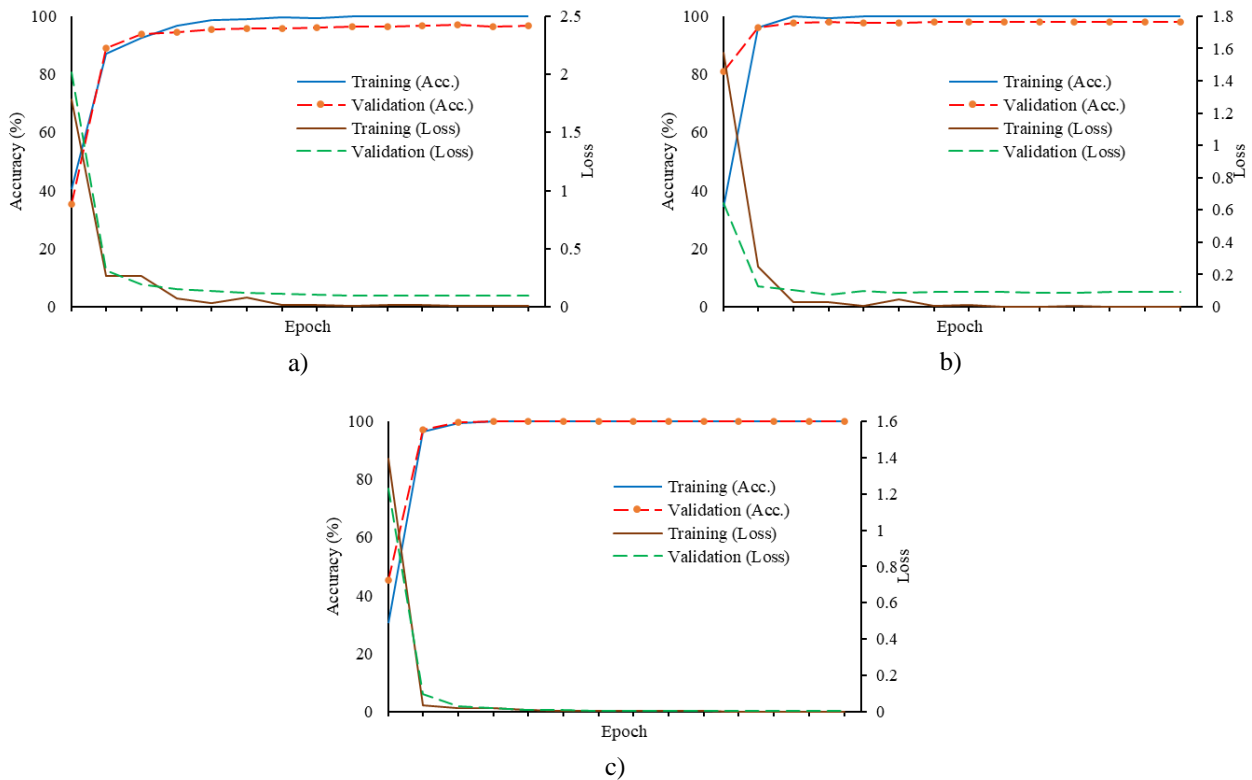 100
80
60
40
20
0
Accuracy (%)
Training (Acc.)
Validation (Acc.)
Training (Loss)
Validation (Loss)
2.5
2
1.5
1
0.5
0
Loss
Epoch
a)
100
80
60
40
20
0
Accuracy (%)
Training (Acc.)
Validation (Acc.)
Training (Loss)
Validation (Loss)
1.8
1.6
1.4
1.2
1
0.8
0.6
0.4
0.2
0
Loss
Epoch
b)
100
80
60
40
20
0
Accuracy (%)
Training (Acc.)
Validation (Acc.)
Training (Loss)
Validation (Loss)
1.6
1.4
1.2
1
0.8
0.6
0.4
0.2
0
Loss
Epoch
c)